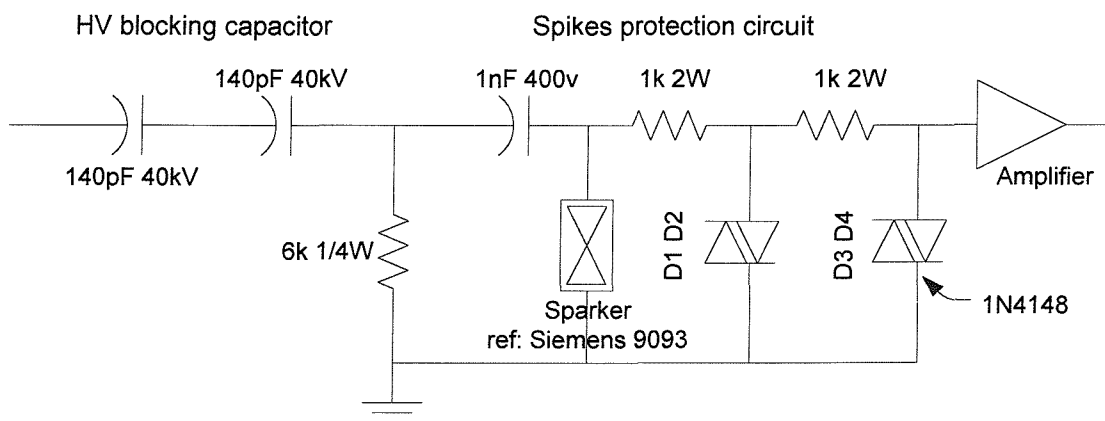 HV blocking capacitor
Spikes protection circuit
140pF 40kV
1nF 400v
1k 2W
1k 2W
140pF 40kV
Amplifier
6k 1/4W
D1 D2
D3 D4
Sparker
ref: Siemens 9093
1N4148